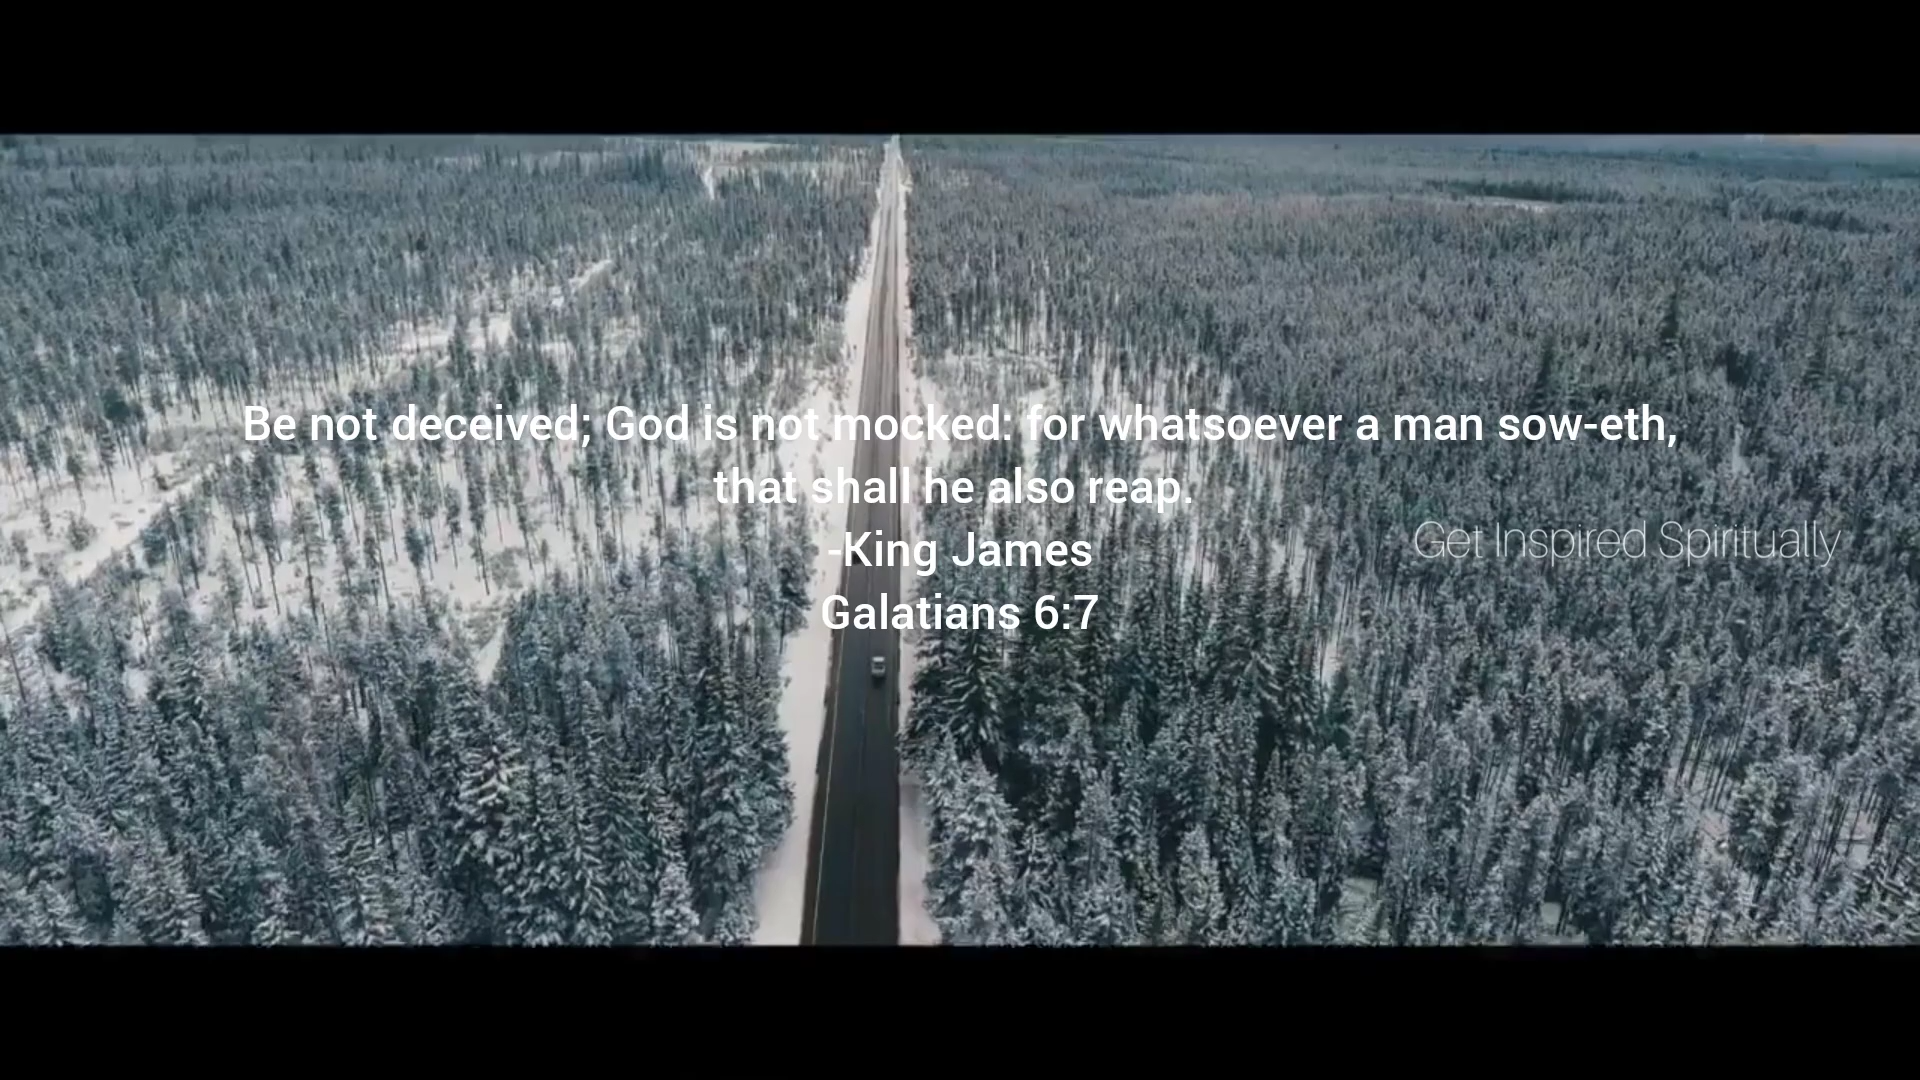 Be not deceived; God is not mocked: for whatsoever a man sow-eth,
that shall he also reap.
-King James
Galatians 6:7
Get Inspired Spiritually